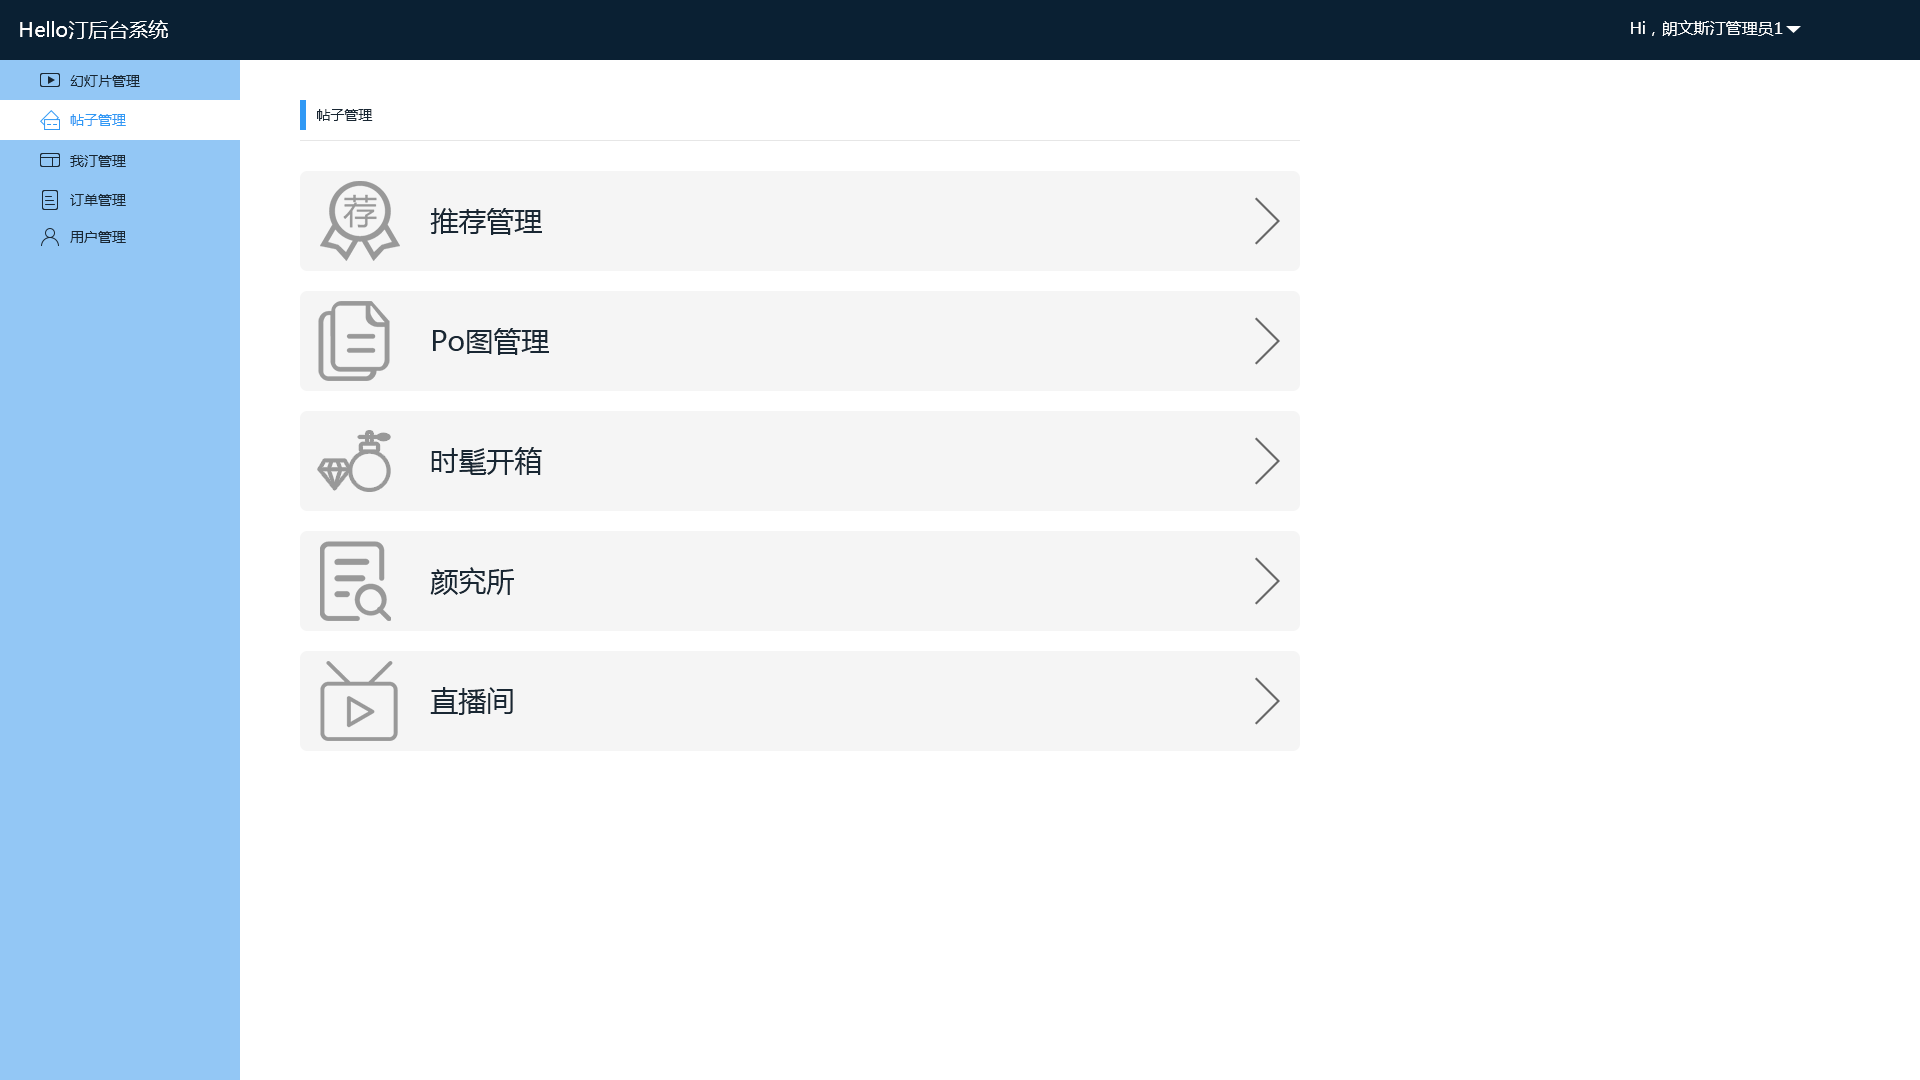 Hello汀后台系统
Hi，朗文斯汀管理员1
幻灯片管理
帖子管理
我汀管理
订单管理
用户管理
帖子管理
荐
推荐管理
Po图管理
时髦开箱
颜究所
直播间